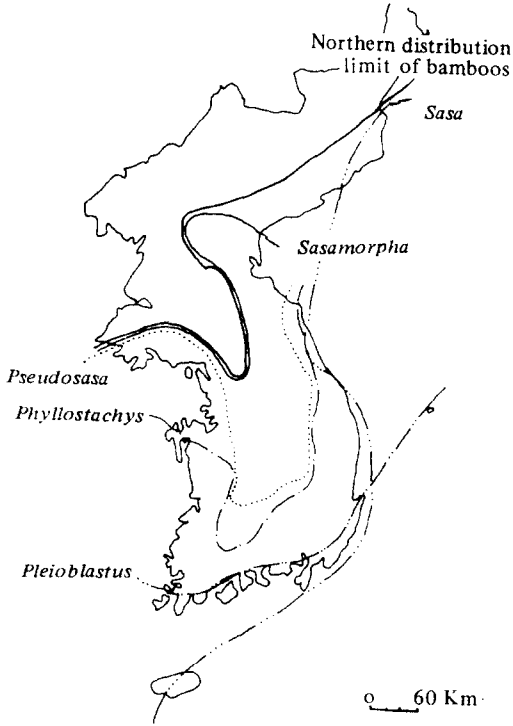 Northern distribution
limit of bamboos
Sasa
Sasamorpha
Pseudosasa
Phyllostachys
Pleioblastus
0 60 Km